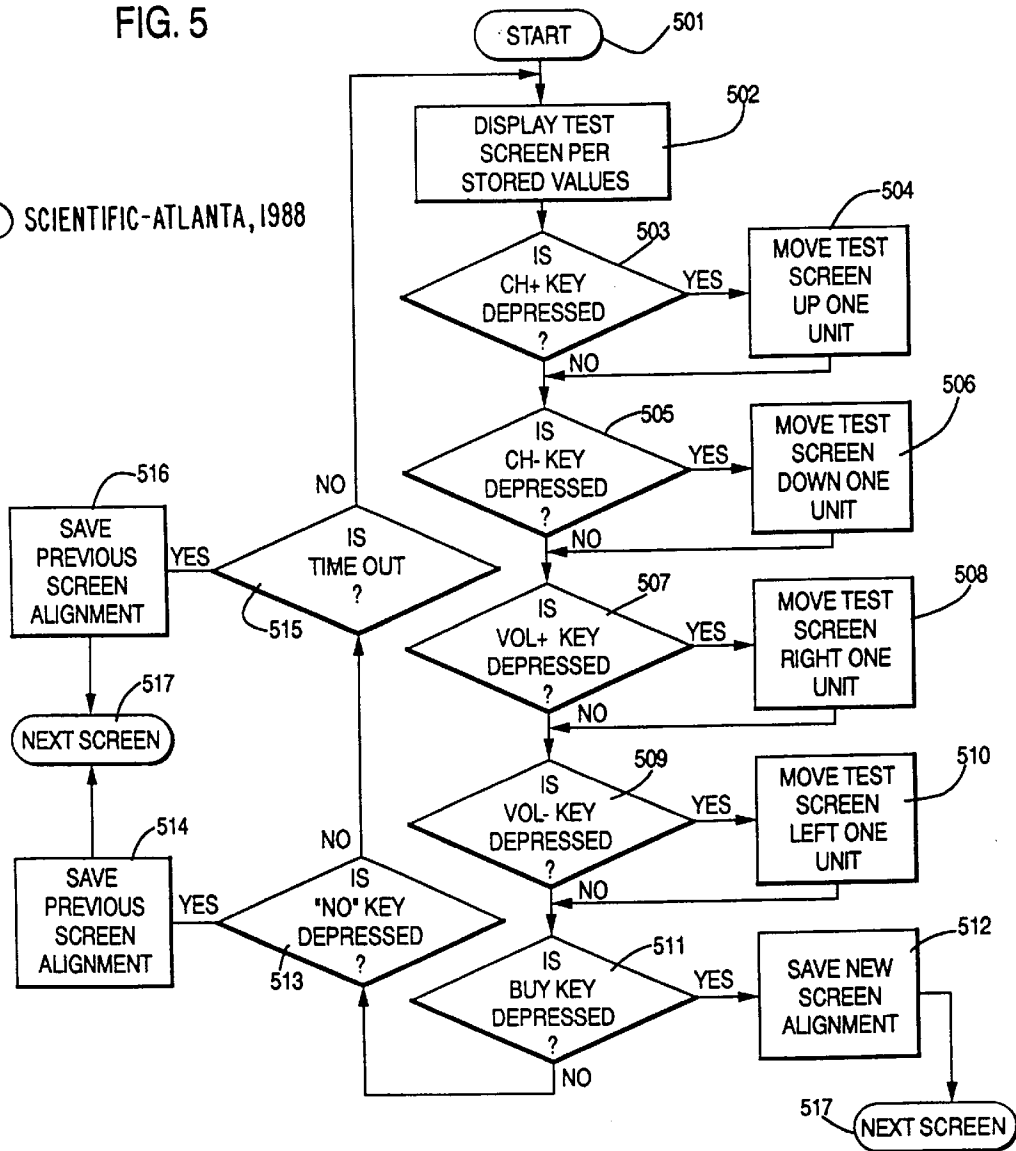 FIG. 5
START
501
502
DISPLAY TEST
SCREEN PER
STORED VALUES
SCIENTIFIC-ATLANTA, 1988
503
IS
CH+ KEY
DEPRESSED
?
YES
NO
504
MOVE TEST
SCREEN
UP ONE
UNIT
505
IS
CH- KEY
DEPRESSED
?
YES
NO
506
MOVE TEST
SCREEN
DOWN ONE
UNIT
507
IS
VOL+ KEY
DEPRESSED
?
YES
NO
508
MOVE TEST
SCREEN
RIGHT ONE
UNIT
509
IS
VOL- KEY
DEPRESSED
?
YES
NO
510
MOVE TEST
SCREEN
LEFT ONE
UNIT
511
IS
BUY KEY
DEPRESSED
?
YES
NO
512
SAVE NEW
SCREEN
ALIGNMENT
517
NEXT SCREEN
IS
"NO" KEY
DEPRESSED
?
513
YES
NO
514
SAVE
PREVIOUS
SCREEN
ALIGNMENT
IS
TIME OUT
?
515
YES
NO
516
SAVE
PREVIOUS
SCREEN
ALIGNMENT
517
NEXT SCREEN